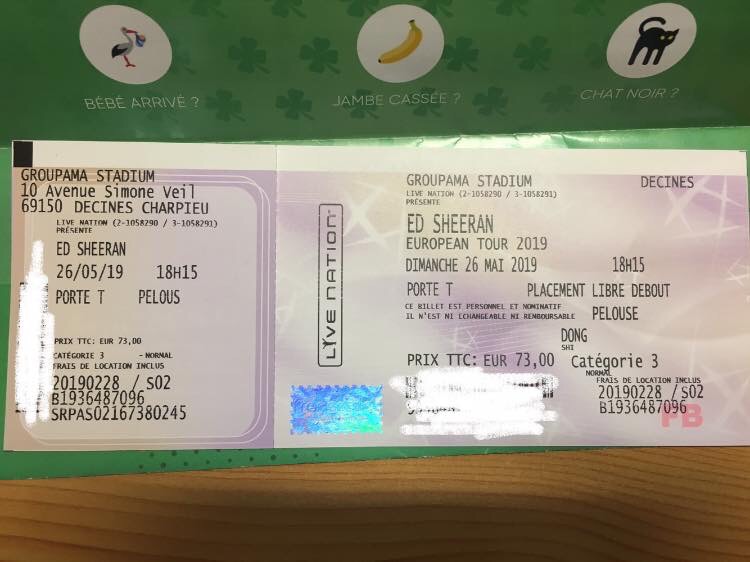 BÉBÉ ARRIVÉ ?
JAMBE CASSÉE ?
CHAT NOIR ?
GROUPAMA STADIUM
10 Avenue Simone Veil
69150 DECINES CHARPIEU
LIVE NATION (2-1058290 / 3-1058291)
PRÉSENTE
ED SHEERAN
26/05/19 18H15
PORTE T PELOUS
PRIX TTC: EUR 73,00
CATÉGORIE 3 - NORMAL
FRAIS DE LOCATION INCLUS
20190228 / S02
B1936487096
SRPAS02167380245
LIVE NATION
GROUPAMA STADIUM DECINES
LIVE NATION (2-1058290 / 3-1058291)
PRÉSENTE
ED SHEERAN
EUROPEAN TOUR 2019
DIMANCHE 26 MAI 2019 18H15
PORTE T PLACEMENT LIBRE DEBOUT
CE BILLET EST PERSONNEL ET NOMINATIF
IL N'EST NI ECHANGEABLE NI REMBOURSABLE
PELOUSE
DONG
SHI
PRIX TTC: EUR 73,00 Catégorie 3
NORMAL
FRAIS DE LOCATION INCLUS
20190228 / S02
B1936487096
FB